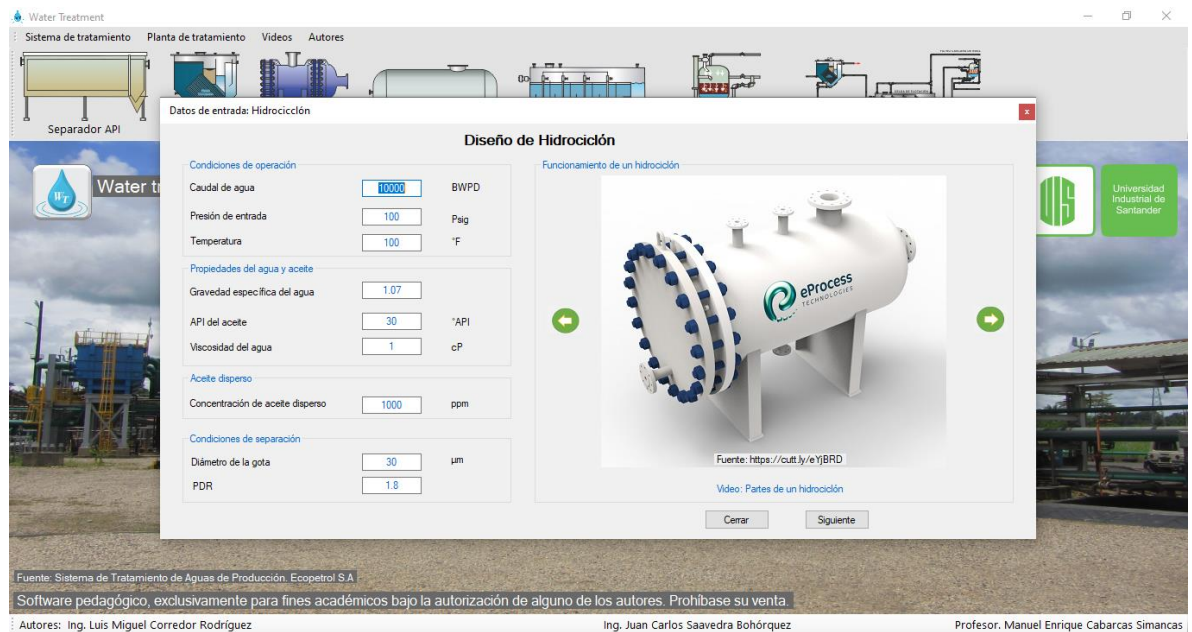 Water Treatment
Sistema de tratamiento Planta de tratamiento Videos Autores
Separador API
Datos de entrada: Hidrocicclón
x
Diseño de Hidrociclón
Condiciones de operación
Caudal de agua 10000 BWPD
Presión de entrada 100 Psig
Temperatura 100 °F
Propiedades del agua y aceite
Gravedad específica del agua 1.07
API del aceite 30 °API
Viscosidad del agua 1 cP
Aceite disperso
Concentración de aceite disperso 1000 ppm
Condiciones de separación
Diámetro de la gota 30 µm
PDR 1.8
Funcionamiento de un hidrociclón
eProcess
TECHNOLOGIES
Fuente: https://cutt.ly/eYjBRD
Video: Partes de un hidrociclón
Cerrar Siguiente
WT
Water tr
UIS
Universidad
Industrial de
Santander
Fuente: Sistema de Tratamiento de Aguas de Producción. Ecopetrol S.A
Software pedagógico, exclusivamente para fines académicos bajo la autorización de alguno de los autores. Prohíbase su venta.
Autores: Ing. Luis Miguel Corredor Rodríguez Ing. Juan Carlos Saavedra Bohórquez Profesor. Manuel Enrique Cabarcas Simancas